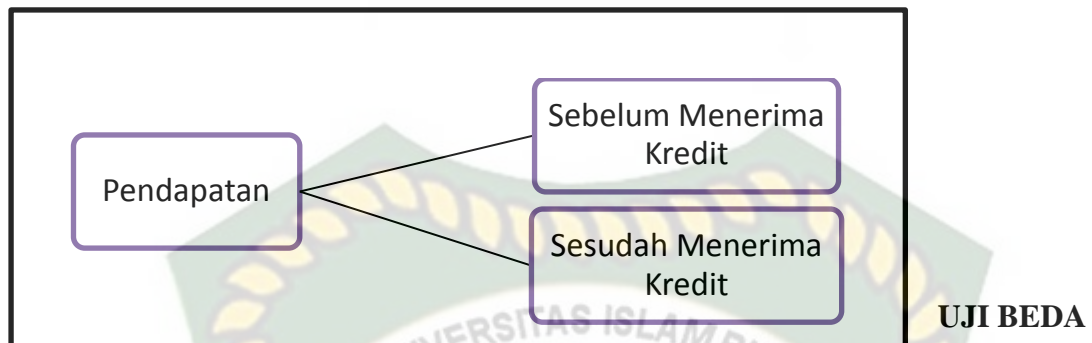 Pendapatan
Sebelum Menerima
Kredit
Sesudah Menerima
Kredit
UJI BEDA